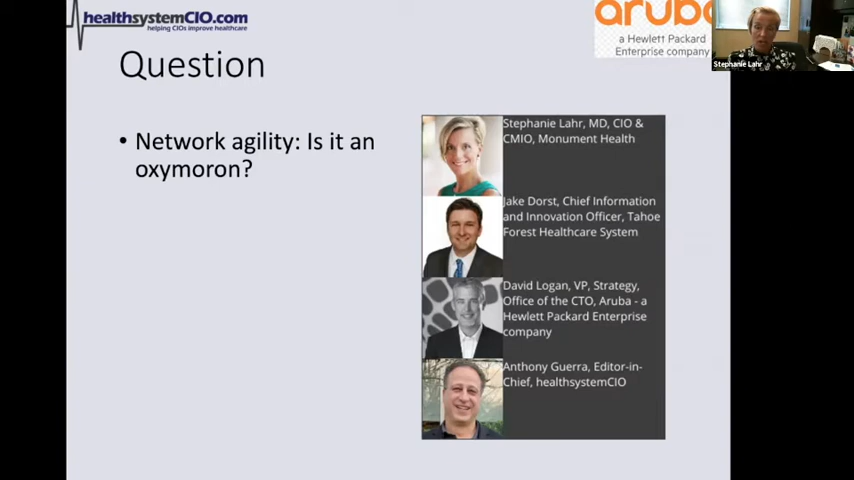 healthsystemCIO.com
helping CIOs improve healthcare
aruba
a Hewlett Packard
Enterprise company
Stephanie Lahr
Question
• Network agility: Is it an
oxymoron?
Stephanie Lahr, MD, CIO &
CMIO, Monument Health
Jake Dorst, Chief Information
and Innovation Officer, Tahoe
Forest Healthcare System
David Logan, VP, Strategy,
Office of the CTO, Aruba - a
Hewlett Packard Enterprise
company
Anthony Guerra, Editor-in-
Chief, healthsystemCIO